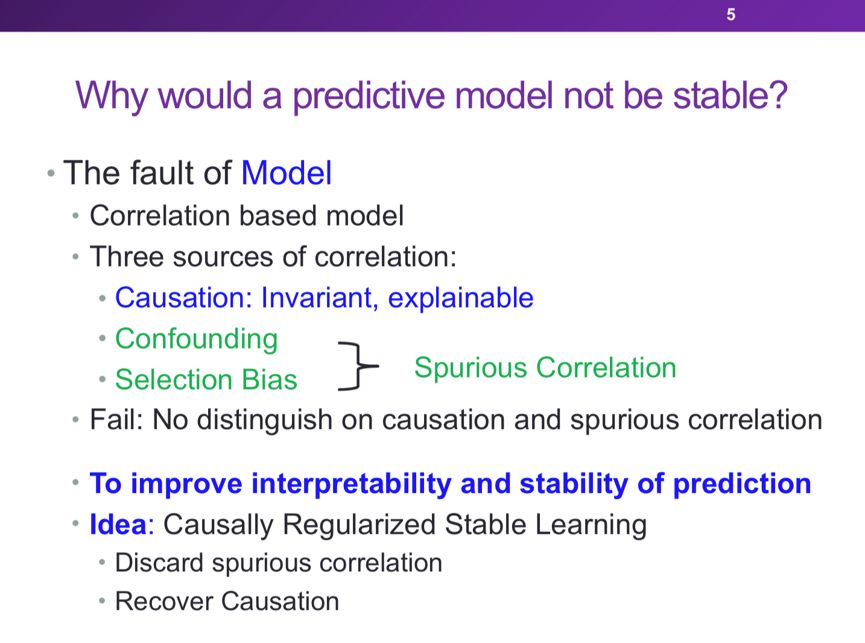 5
Why would a predictive model not be stable?
• The fault of Model
• Correlation based model
• Three sources of correlation:
• Causation: Invariant, explainable
• Confounding
• Selection Bias
Spurious Correlation
• Fail: No distinguish on causation and spurious correlation
• To improve interpretability and stability of prediction
• Idea: Causally Regularized Stable Learning
• Discard spurious correlation
• Recover Causation